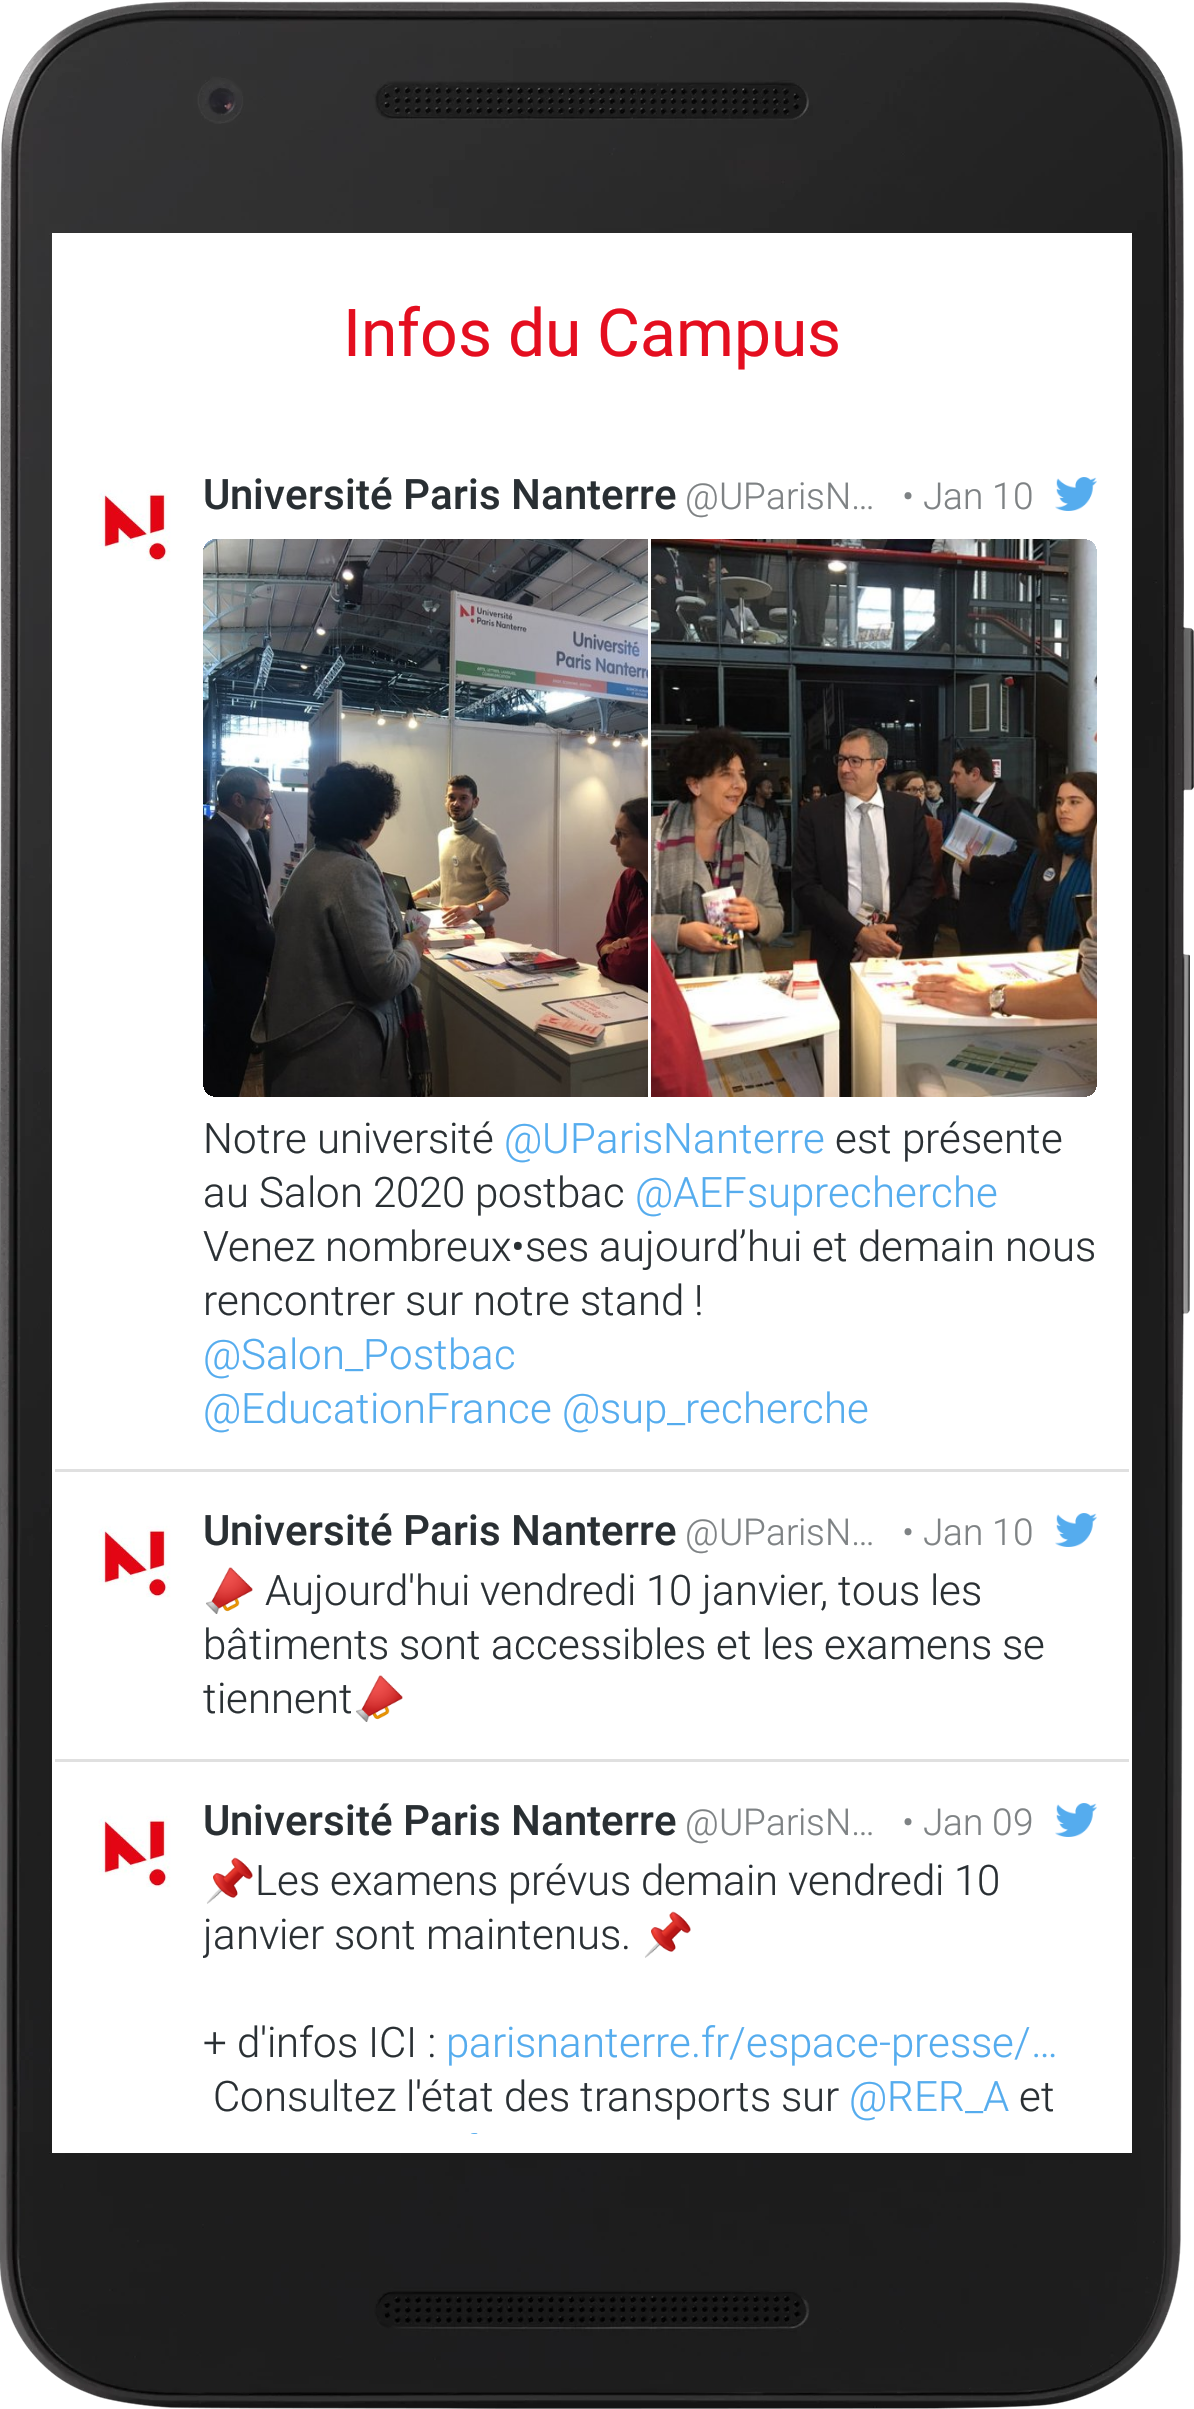 Infos du Campus
Université Paris Nanterre @UParisN... • Jan 10
Université
Paris Nanterre
Université
Paris Nanterre
Notre université @UParisNanterre est présente
au Salon 2020 postbac @AEFsuprecherche
Venez nombreux•ses aujourd’hui et demain nous
rencontrer sur notre stand !
@Salon_Postbac
@EducationFrance @sup_recherche
Université Paris Nanterre @UParisN... • Jan 10
📣 Aujourd'hui vendredi 10 janvier, tous les
bâtiments sont accessibles et les examens se
tiennent📣
Université Paris Nanterre @UParisN... • Jan 09
📌Les examens prévus demain vendredi 10
janvier sont maintenus. 📌
+ d'infos ICI : parisnanterre.fr/espace-presse/...
Consultez l'état des transports sur @RER_A et